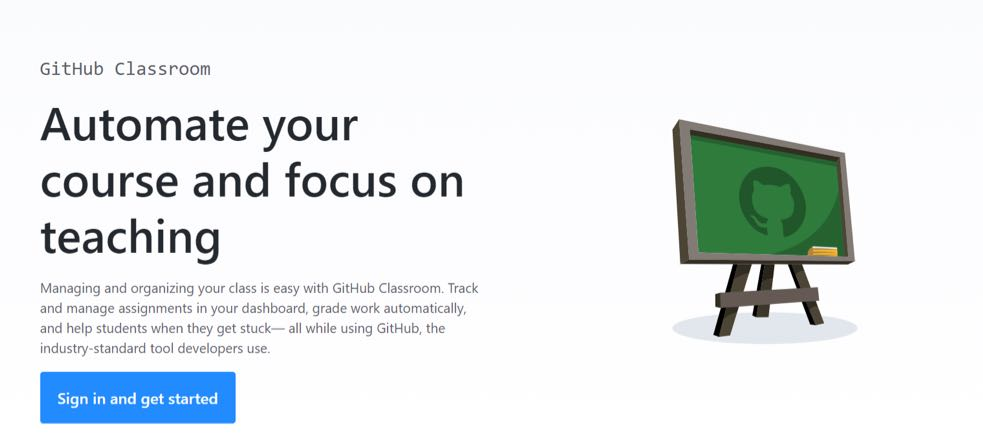 GitHub Classroom
Automate your
course and focus on
teaching
Managing and organizing your class is easy with GitHub Classroom. Track
and manage assignments in your dashboard, grade work automatically,
and help students when they get stuck— all while using GitHub, the
industry-standard tool developers use.
Sign in and get started